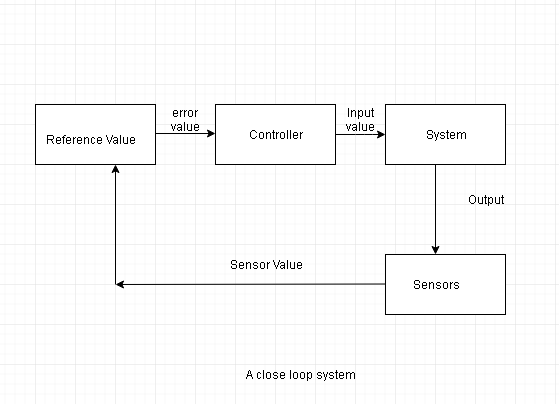 error
value
Input
value
Reference Value
Controller
System
Output
Sensor Value
Sensors
A close loop system